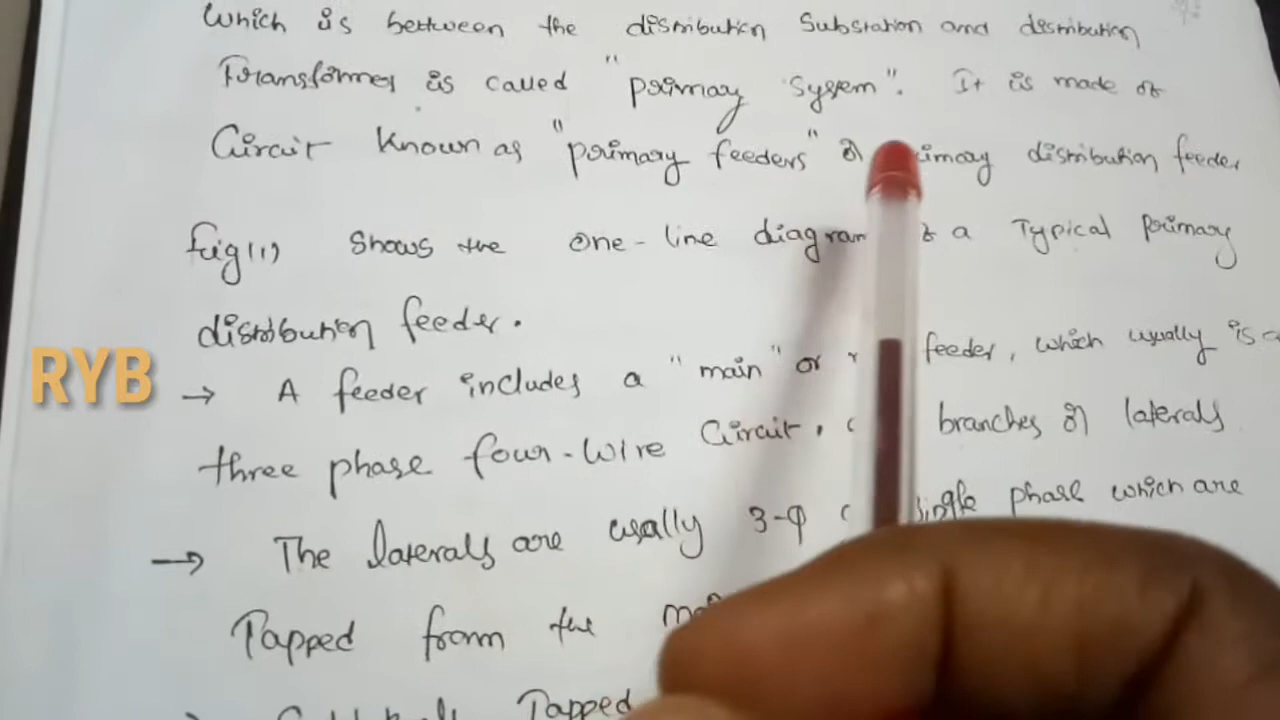 Which is between the distribution Substation and distribution
Transformer is called "primary System". It is made of
Circuit known as "primary feeders" or primary distribution feeder
fig(1) Shows the one-line diagram of a Typical primary
distribution feeder.
RYB
→ A feeder includes a "main" or feeder, which usually is a
three phase four-wire Circuit, branches or laterals
→ The laterals are usally 3-φ single phase which are
Tapped from the
Tapped